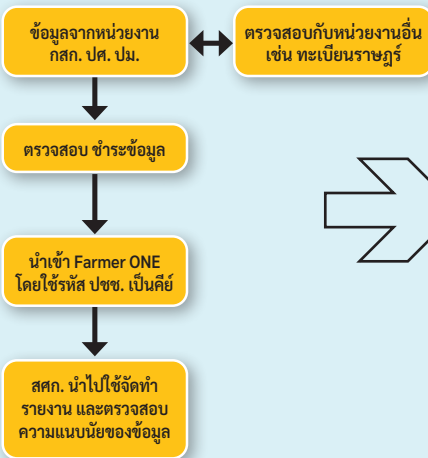 ข้อมูลจากหน่วยงาน
กสก. ปศ. ปม.
ตรวจสอบกับหน่วยงานอื่น
เช่น ทะเบียนราษฎร์
ตรวจสอบ ชำระข้อมูล
นำเข้า Farmer ONE
โดยใช้รหัส ปชช. เป็นคีย์
สศก. นำไปใช้จัดทำ
รายงาน และตรวจสอบ
ความแนบนัยของข้อมูล